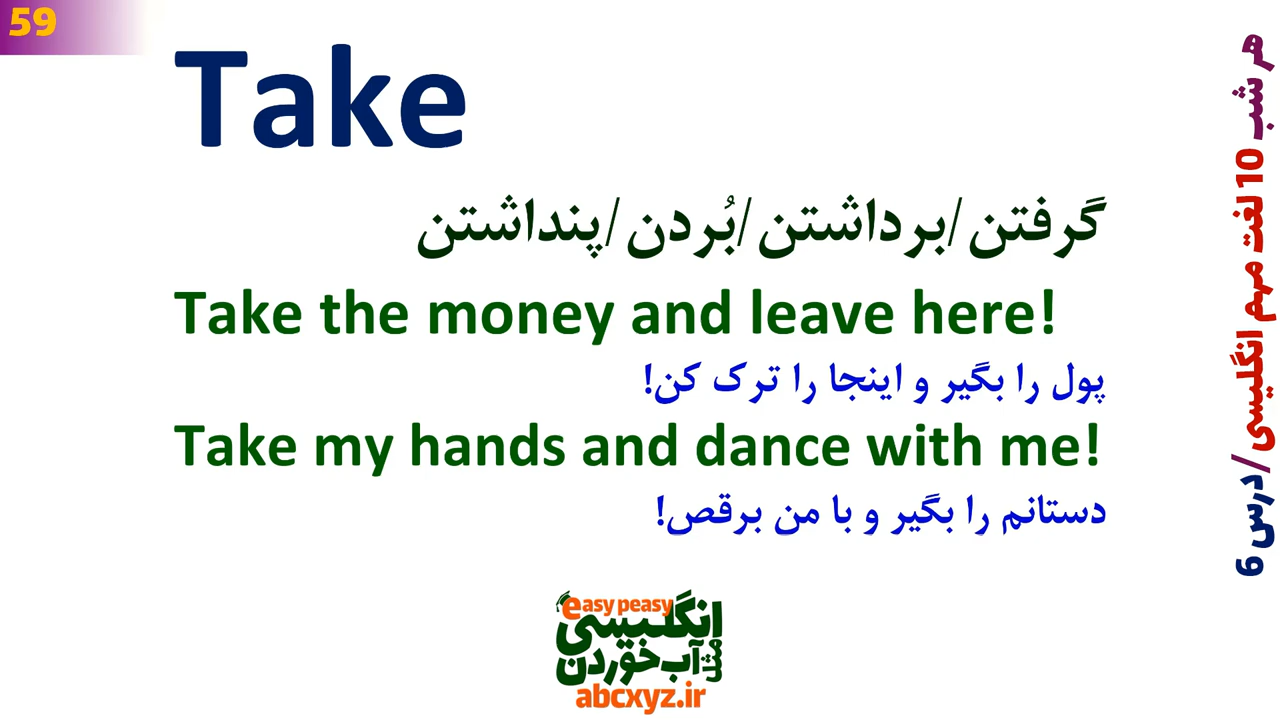 59
Take
گرفتن/برداشتن/بُردن/پنداشتن
Take the money and leave here!
پول را بگیر و اینجا را ترک کن!
Take my hands and dance with me!
دستانم را بگیر و با من برقص!
هر شب 10 لغت مهم انگلیسی/درس 6
easy peasy
انگلیسی
مثل آب خوردن
abcxyz.ir